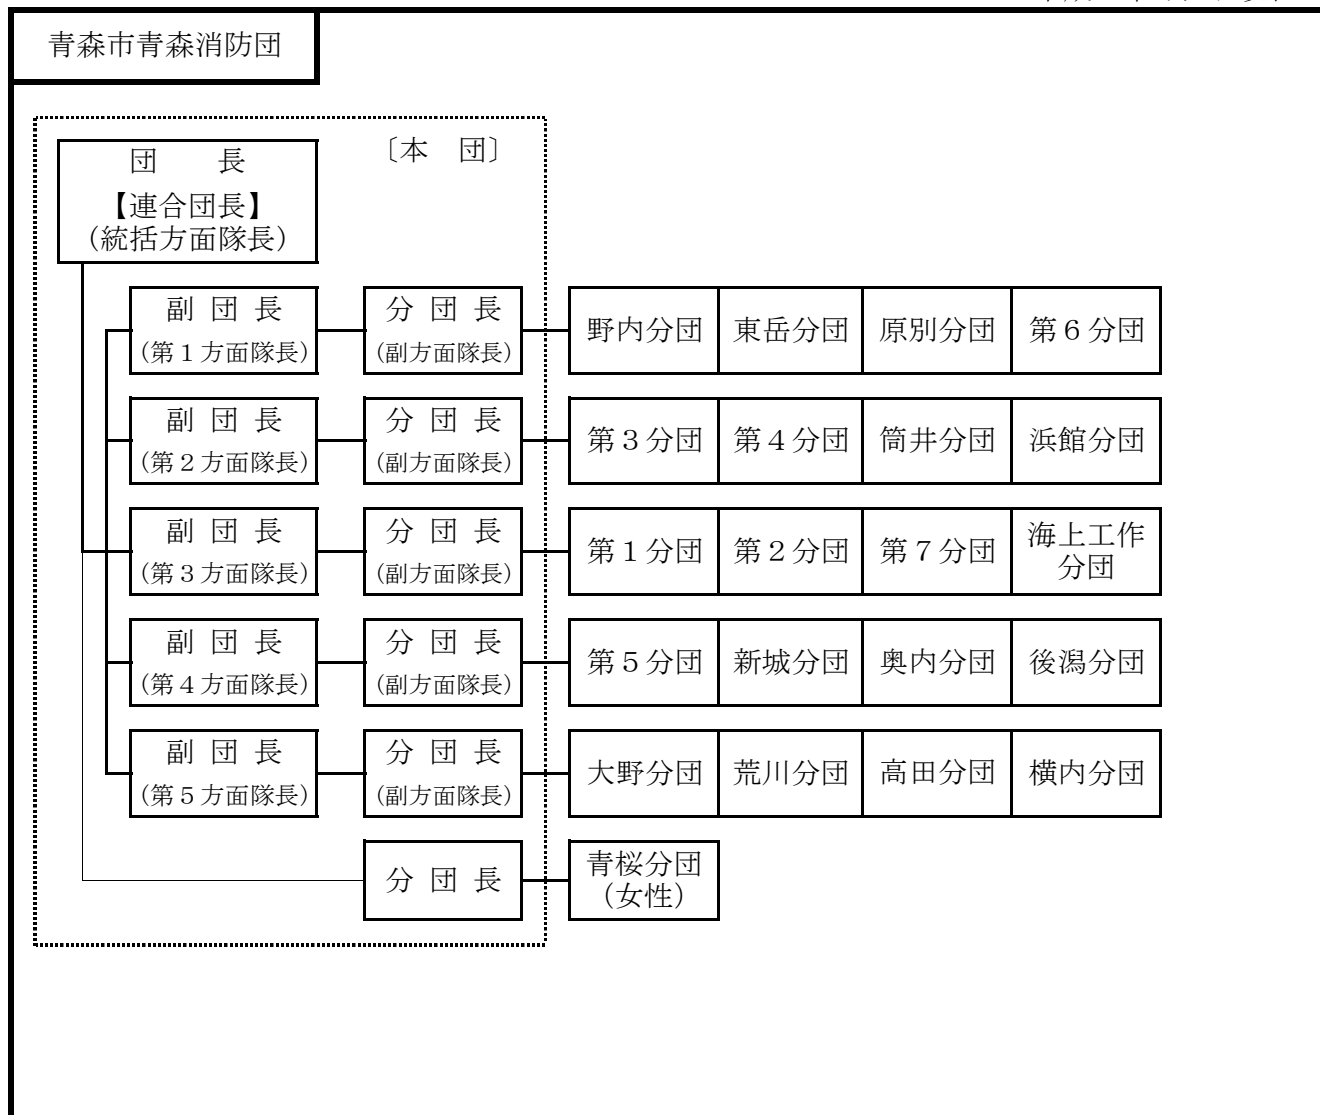 青森市青森消防団
〔本　団〕
団　　長
【連合団長】
（統括方面隊長）
副 団 長
（第１方面隊長）
分 団 長
（副方面隊長）
野内分団
東岳分団
原別分団
第６分団
副 団 長
（第２方面隊長）
分 団 長
（副方面隊長）
第３分団
第４分団
筒井分団
浜館分団
副 団 長
（第３方面隊長）
分 団 長
（副方面隊長）
第１分団
第２分団
第７分団
海上工作
分団
副 団 長
（第４方面隊長）
分 団 長
（副方面隊長）
第５分団
新城分団
奥内分団
後潟分団
副 団 長
（第５方面隊長）
分 団 長
（副方面隊長）
大野分団
荒川分団
高田分団
横内分団
分 団 長
青桜分団
（女性）